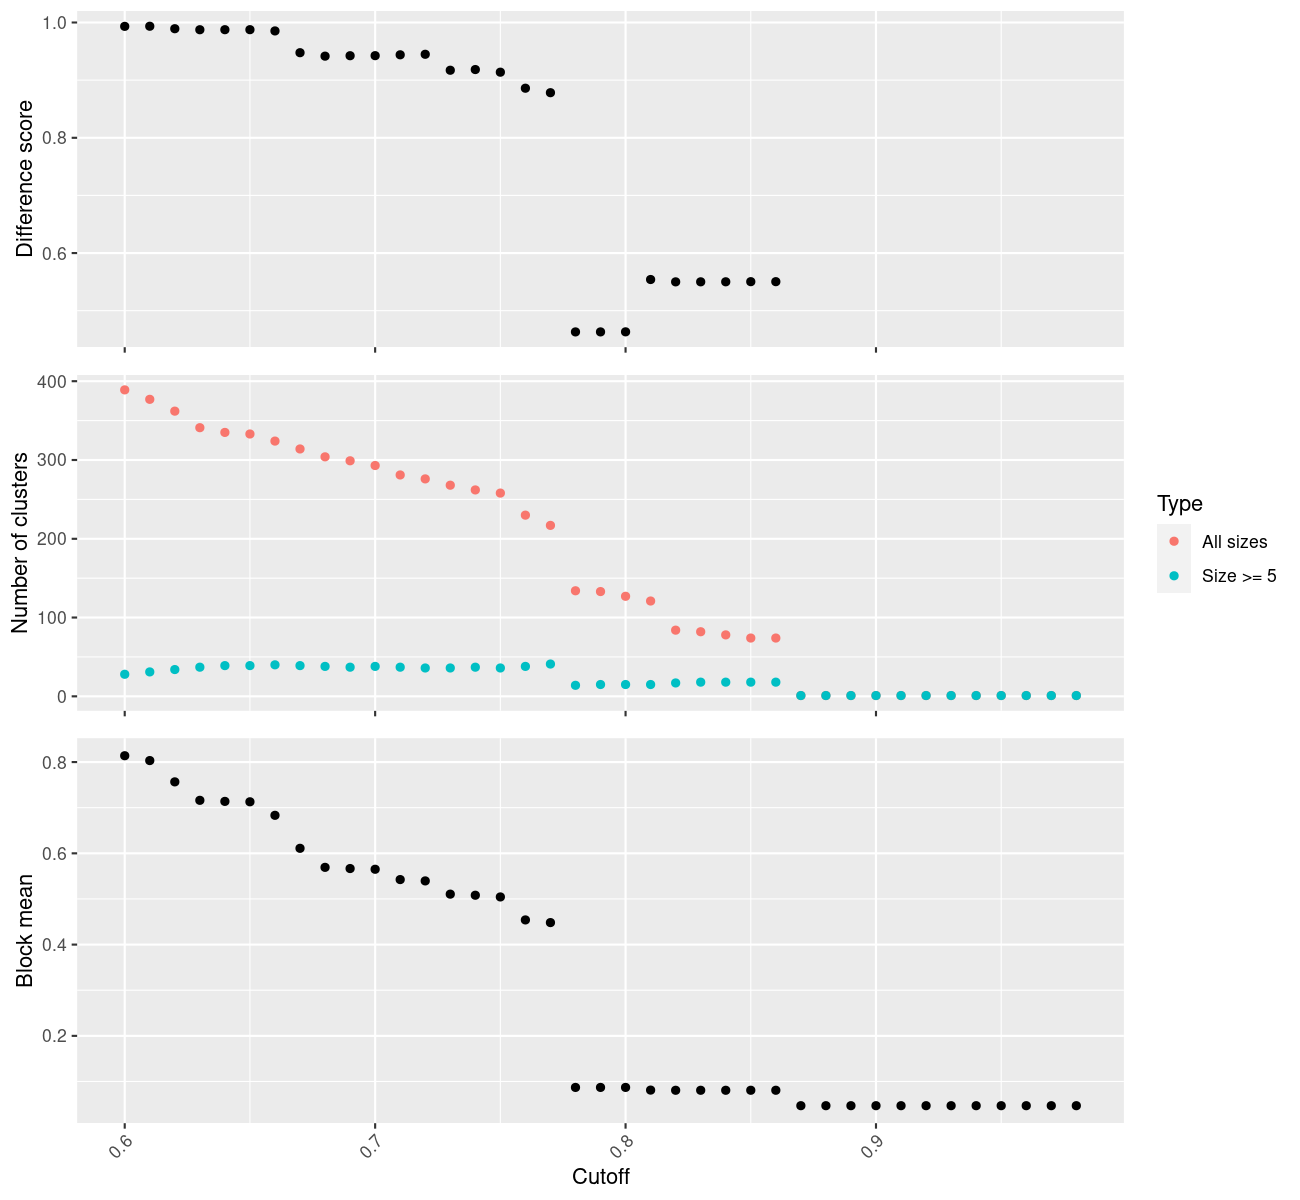 1.0
0.8
0.6
Difference score
400
300
200
100
0
Number of clusters
Type
All sizes
Size >= 5
0.8
0.6
0.4
0.2
Block mean
0.6
0.7
0.8
0.9
Cutoff